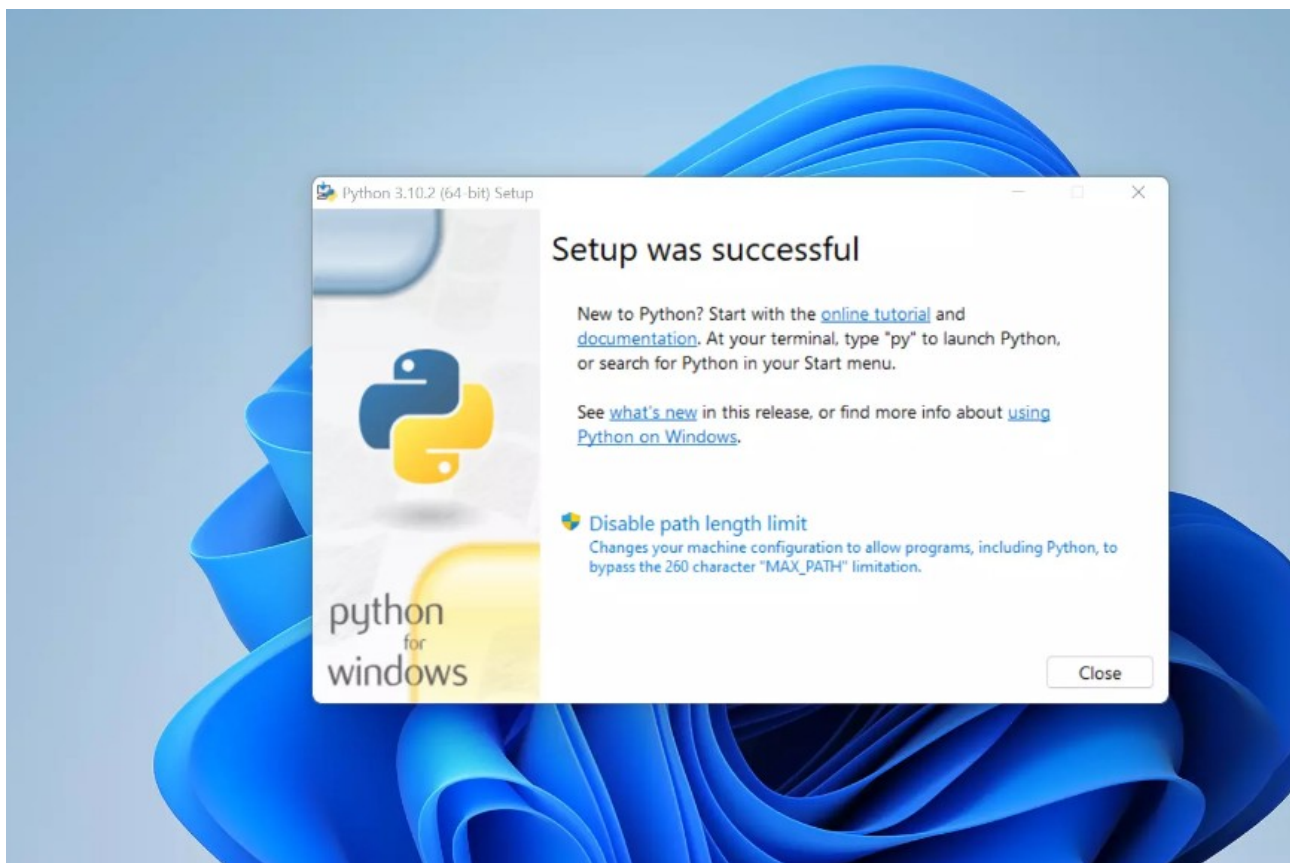 Python 3.10.2 (64-bit) Setup
Setup was successful
New to Python? Start with the online tutorial and
documentation. At your terminal, type "py" to launch Python,
or search for Python in your Start menu.
See what's new in this release, or find more info about using
Python on Windows.
Disable path length limit
Changes your machine configuration to allow programs, including Python, to
bypass the 260 character "MAX_PATH" limitation.
python
for
windows
Close